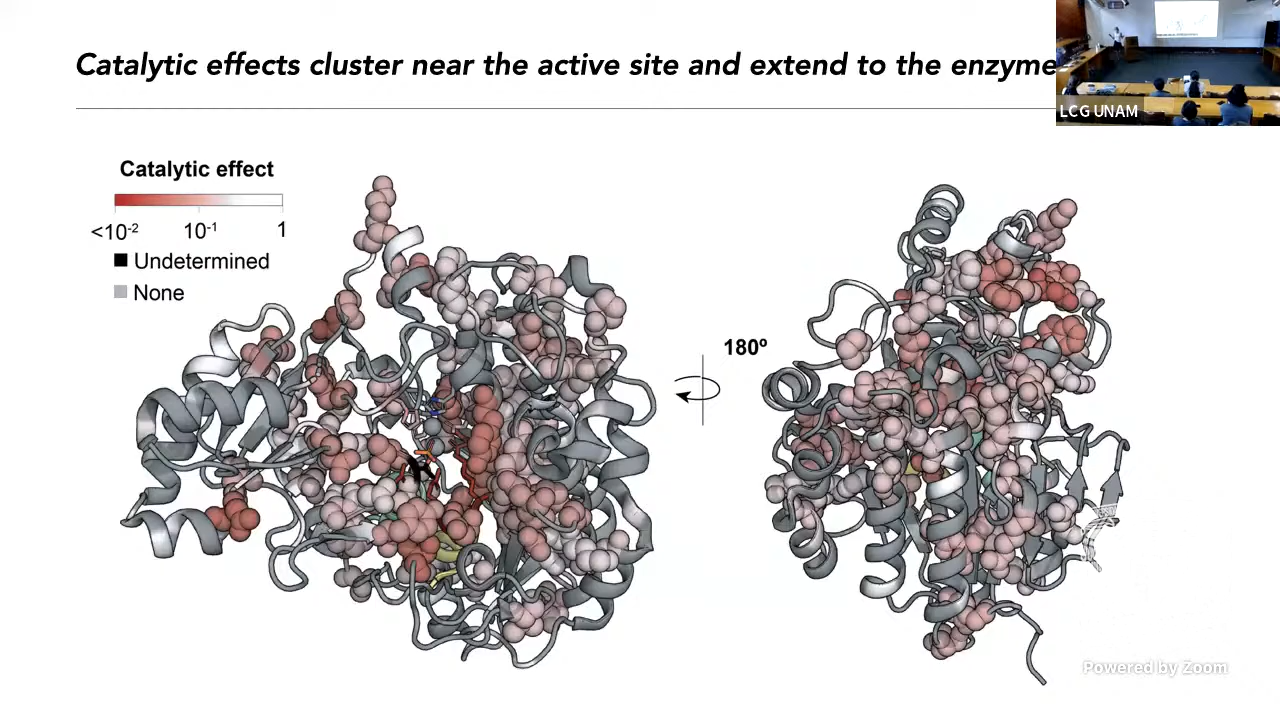 Catalytic effects cluster near the active site and extend to the enzyme
LCG UNAM
Catalytic effect
<10-2 10-1 1
Undetermined
None
180º
Powered by Zoom